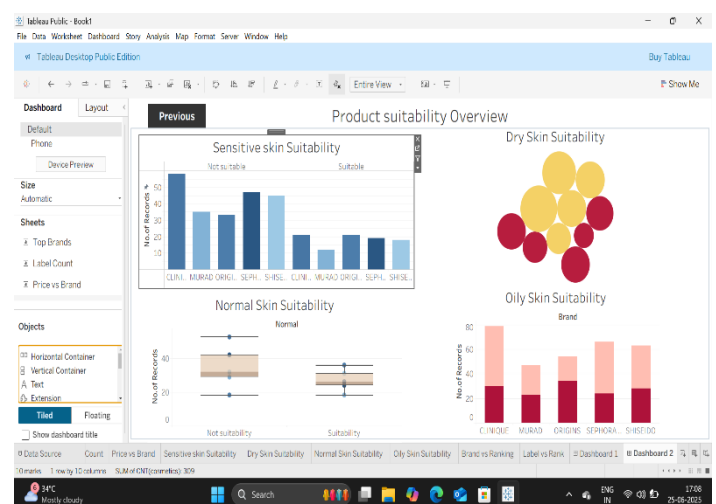 Tableau Public - Book1
File Data Worksheet Dashboard Story Analysis Map Format Server Window Help
Tableau Desktop Public Edition
Buy Tableau
Entire View
Show Me
Dashboard Layout
Default
Phone
Device Preview
Size
Automatic
Sheets
Top Brands
Label Count
Price vs Brand
Objects
Horizontal Container
Vertical Container
Text
Extension
Tiled Floating
Show dashboard title
Previous
Product suitability Overview
Sensitive skin Suitability
Not suitable Suitable
No.of Records
50
40
30
20
10
CLINI.. MURAD ORIGI.. SEPH.. SHISE.. CLINI.. MURAD ORIGI.. SEPH.. SHISE..
Dry Skin Suitability
Normal Skin Suitability
Normal
No.of Records
40
20
0
Not suitability Suitability
Oily Skin Suitability
Brand
No.of Records
80
60
40
20
0
CLINIQUE MURAD ORIGINS SEPHORA.. SHISEIDO
Data Source Count Price vs Brand Sensitive skin Suitability Dry Skin Suitability Normal Skin Suitability Oily Skin Suitability Brand vs Ranking Label vs Rank Dashboard 1 Dashboard 2
10 marks 1 row by 10 columns SUM of CNT(cosmetics): 309
34°C
Mostly cloudy
Search
ENG
IN
17:08
25-06-2025